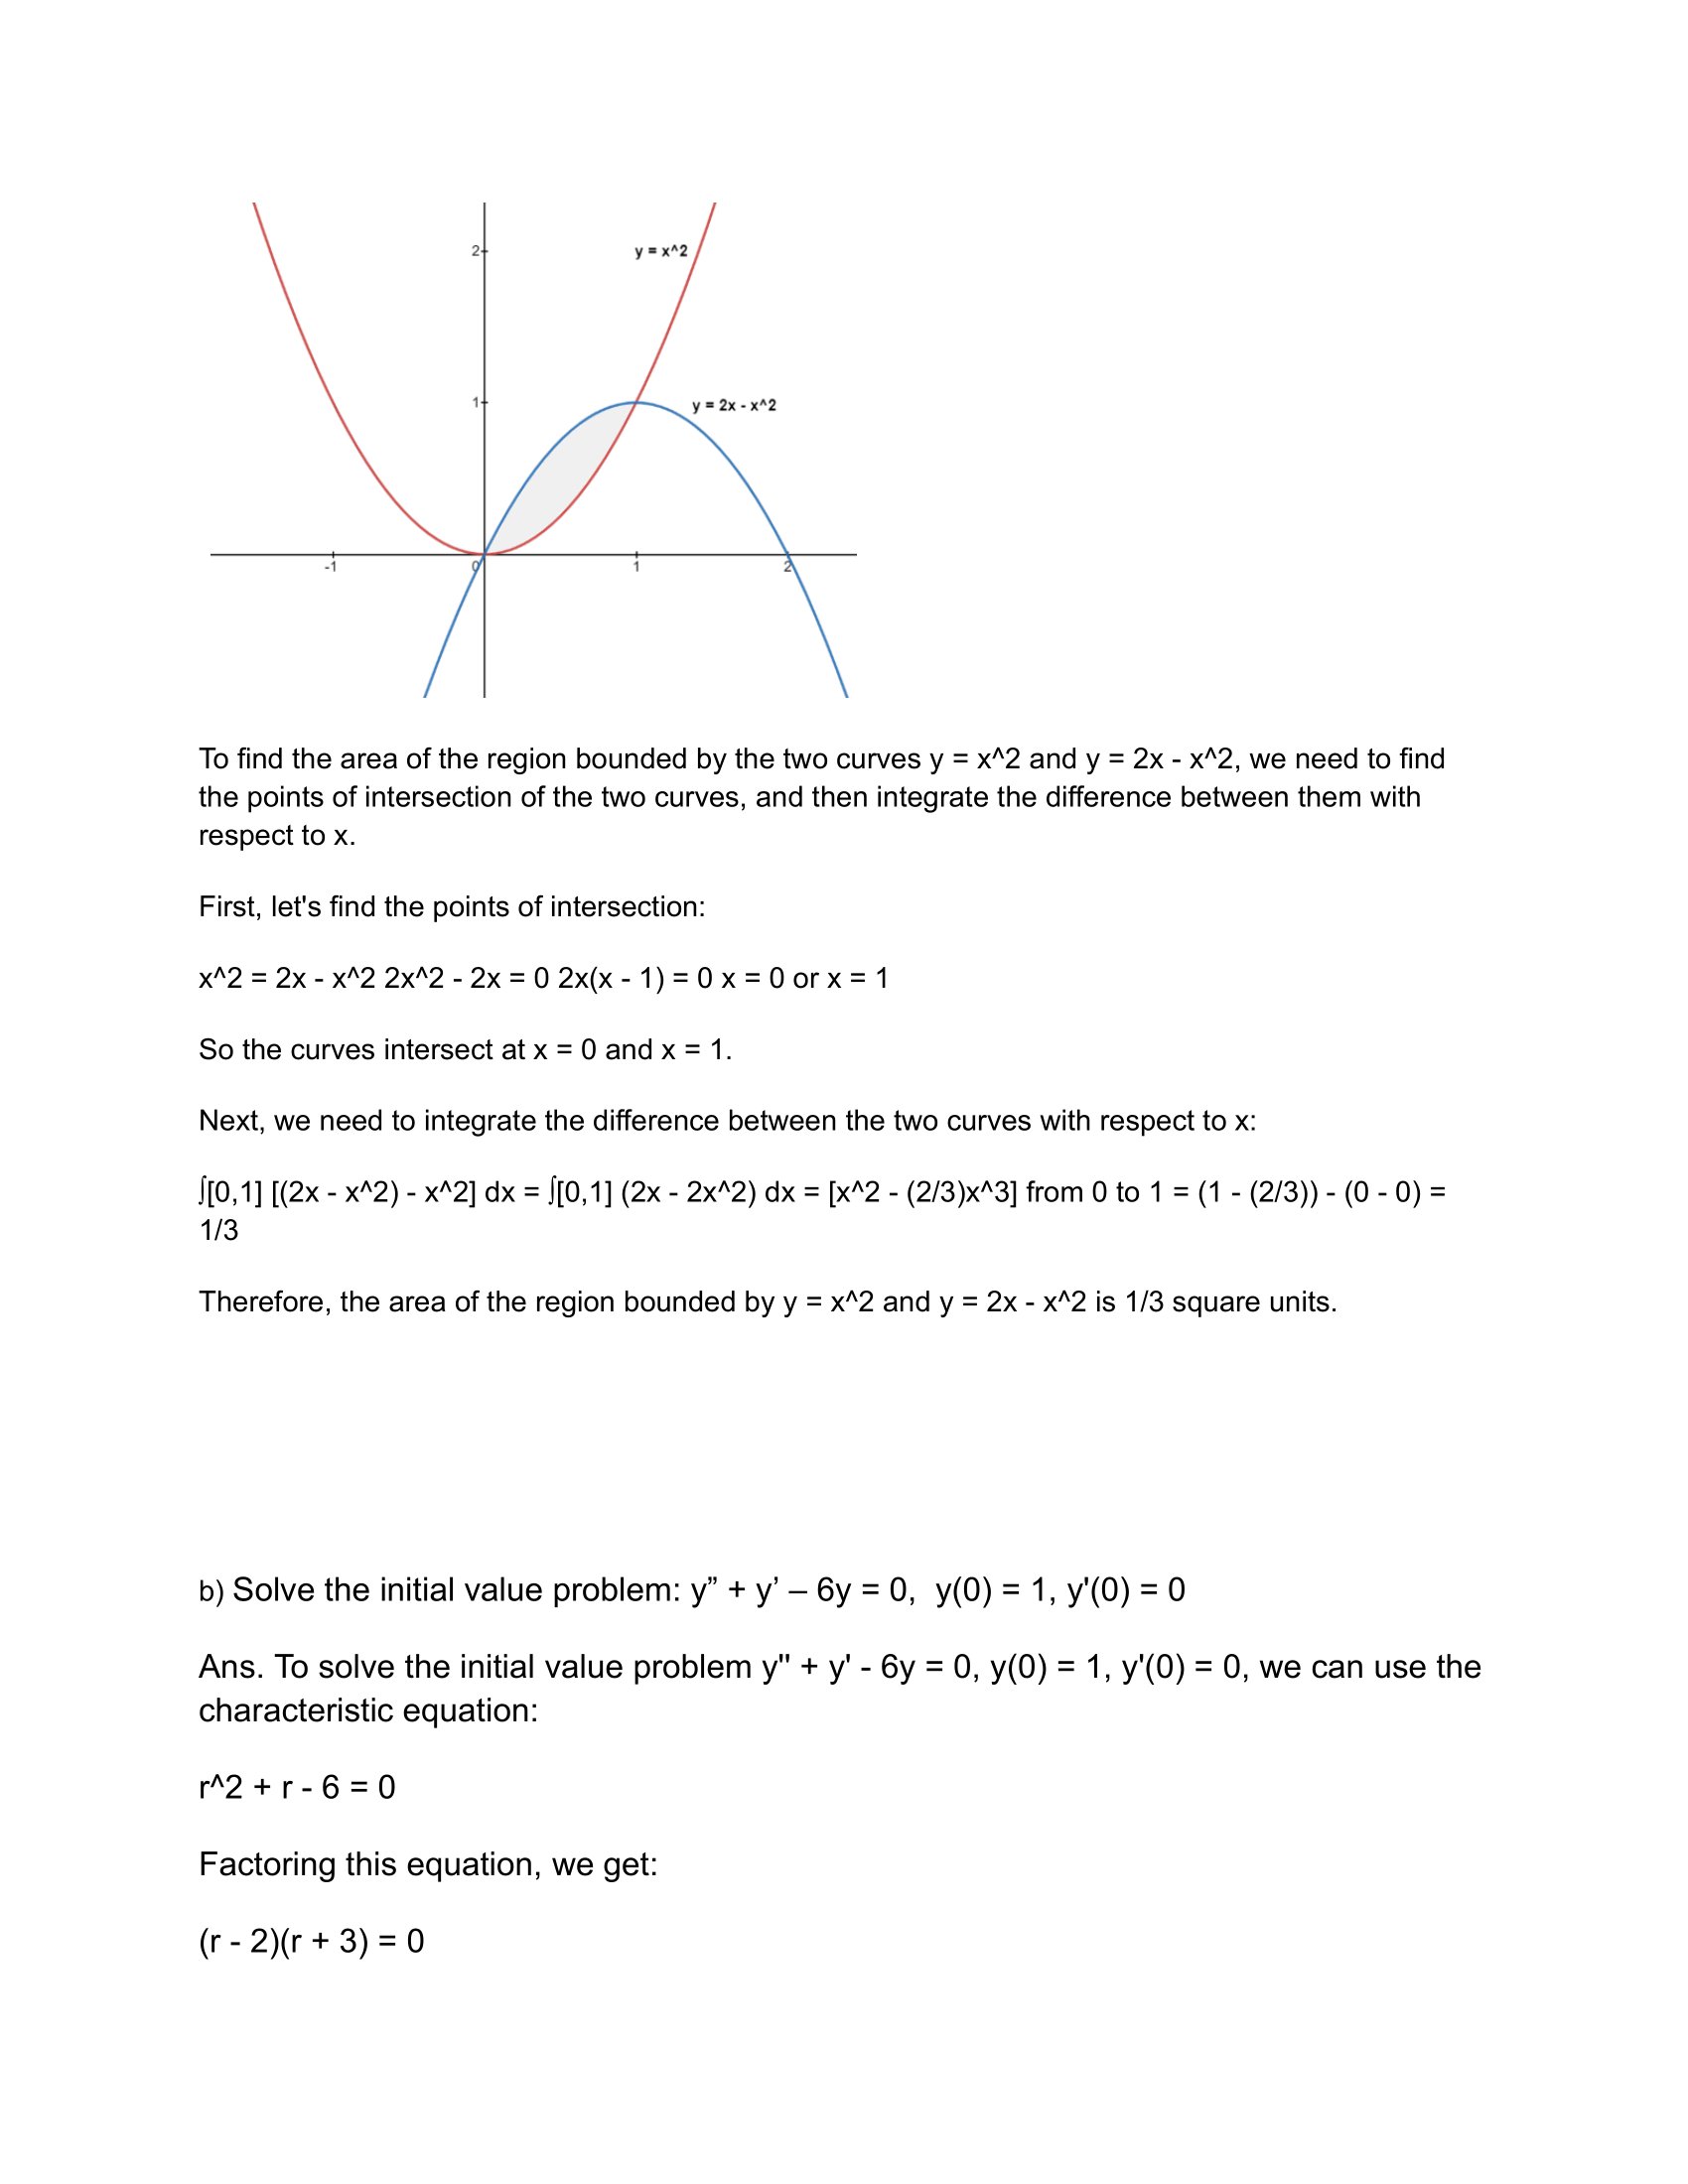 2
y = x^2
1
y = 2x - x^2
-1
0
1
2
To find the area of the region bounded by the two curves y = x^2 and y = 2x - x^2, we need to find
the points of intersection of the two curves, and then integrate the difference between them with
respect to x.
First, let's find the points of intersection:
x^2 = 2x - x^2 2x^2 - 2x = 0 2x(x - 1) = 0 x = 0 or x = 1
So the curves intersect at x = 0 and x = 1.
Next, we need to integrate the difference between the two curves with respect to x:
∫[0,1] [(2x - x^2) - x^2] dx = ∫[0,1] (2x - 2x^2) dx = [x^2 - (2/3)x^3] from 0 to 1 = (1 - (2/3)) - (0 - 0) =
1/3
Therefore, the area of the region bounded by y = x^2 and y = 2x - x^2 is 1/3 square units.
b) Solve the initial value problem: y” + y’ – 6y = 0,  y(0) = 1, y'(0) = 0
Ans. To solve the initial value problem y" + y' - 6y = 0, y(0) = 1, y'(0) = 0, we can use the
characteristic equation:
r^2 + r - 6 = 0
Factoring this equation, we get:
(r - 2)(r + 3) = 0